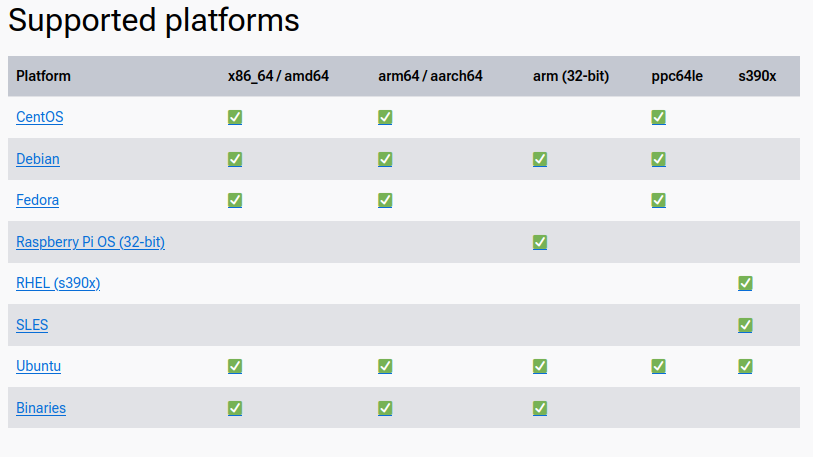 Supported platforms
Platform x86_64 / amd64 arm64 / aarch64 arm (32-bit) ppc64le s390x
CentOS ✅ ✅ ✅
Debian ✅ ✅ ✅ ✅
Fedora ✅ ✅ ✅
Raspberry Pi OS (32-bit) ✅
RHEL (s390x) ✅
SLES ✅
Ubuntu ✅ ✅ ✅ ✅ ✅
Binaries ✅ ✅ ✅